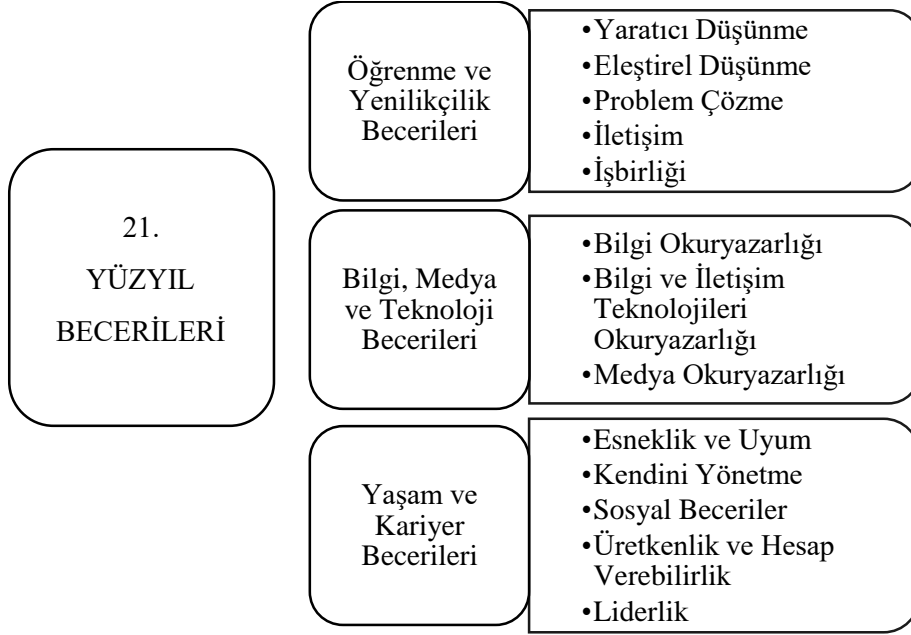 21.
YÜZYIL
BECERİLERİ
Öğrenme ve
Yenilikçilik
Becerileri
•Yaratıcı Düşünme
•Eleştirel Düşünme
•Problem Çözme
•İletişim
•İşbirliği
Bilgi, Medya
ve Teknoloji
Becerileri
•Bilgi Okuryazarlığı
•Bilgi ve İletişim
Teknolojileri
Okuryazarlığı
•Medya Okuryazarlığı
Yaşam ve
Kariyer
Becerileri
•Esneklik ve Uyum
•Kendini Yönetme
•Sosyal Beceriler
•Üretkenlik ve Hesap
Verebilirlik
•Liderlik